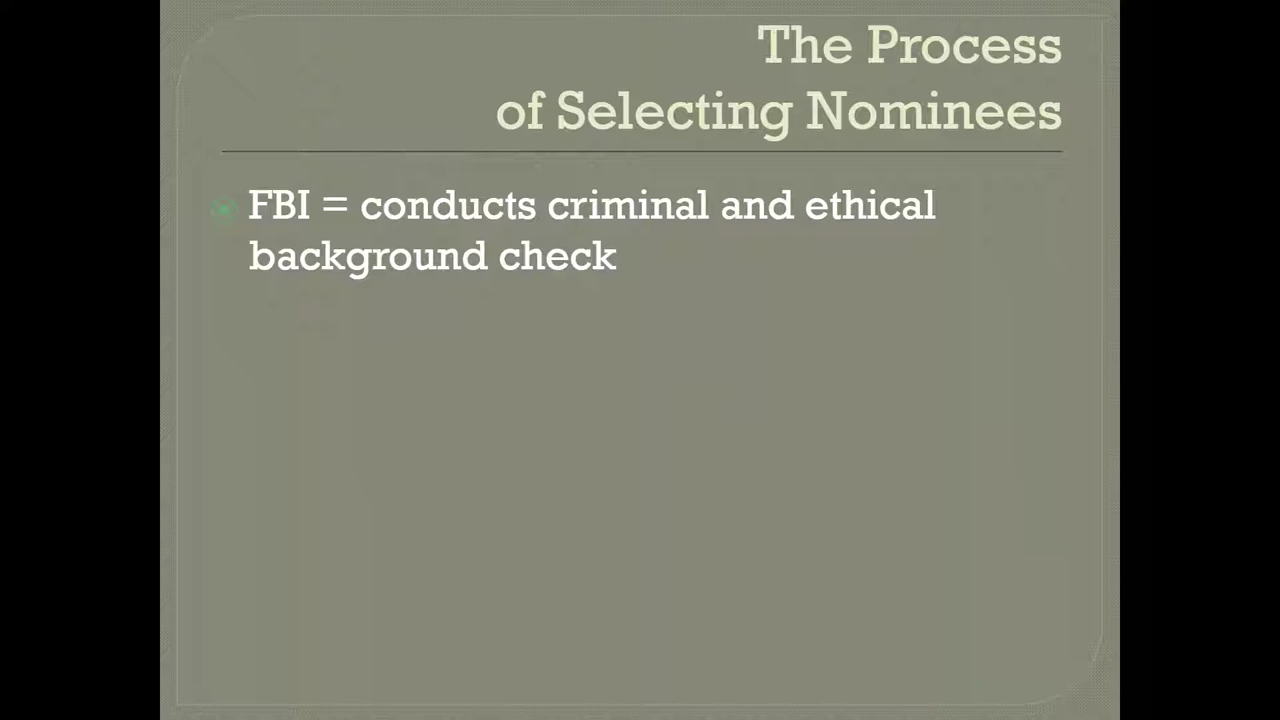 The Process
of Selecting Nominees
FBI = conducts criminal and ethical
background check